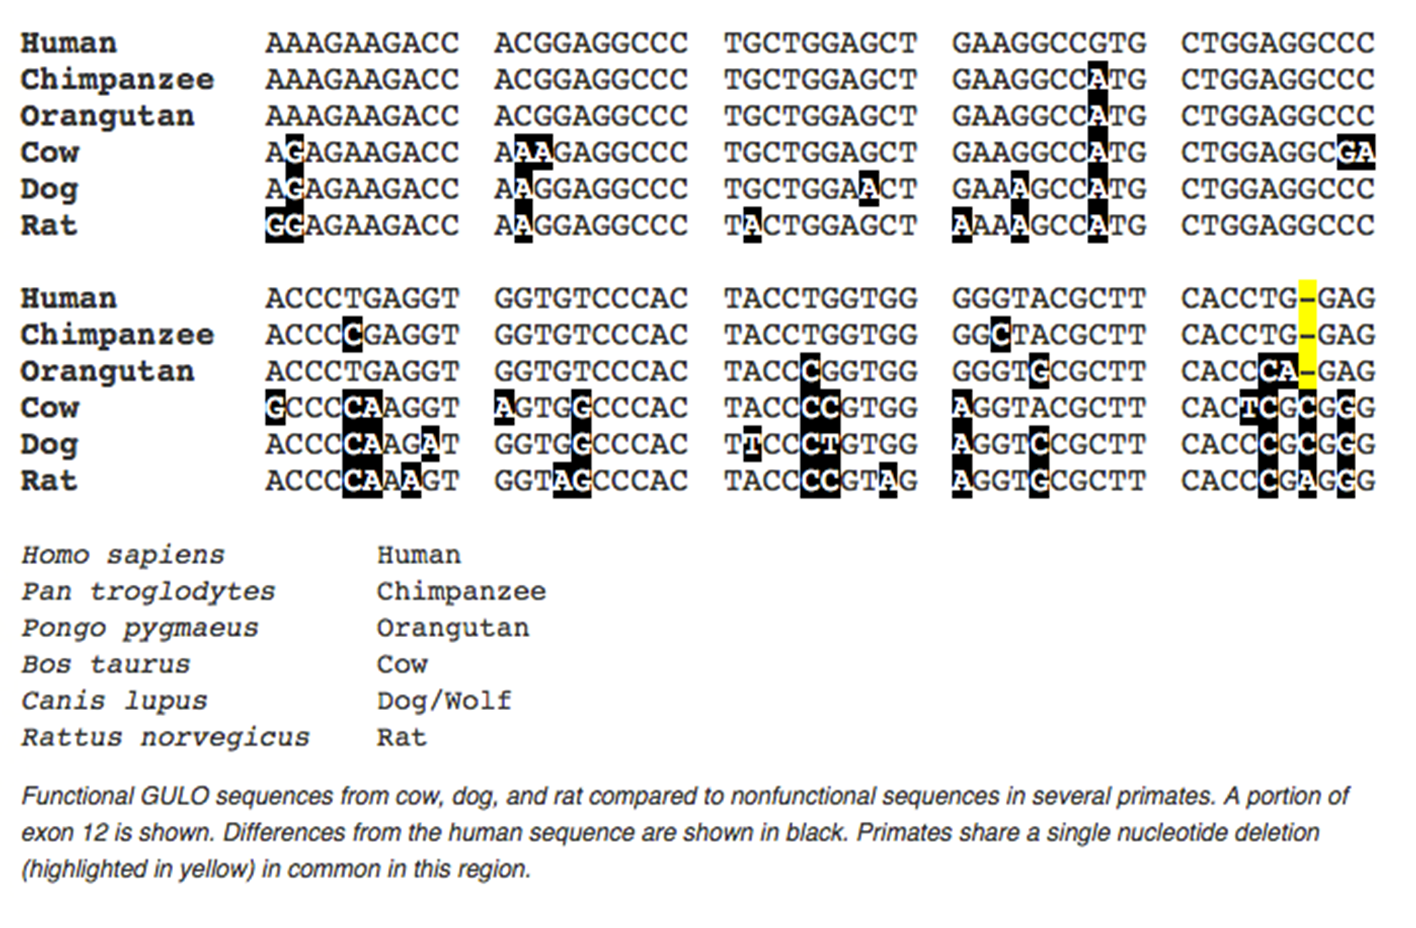 Human AAAGAAGACC ACGGAGGCCC TGCTGGAGCT GAAGGCCGTG CTGGAGGCCC
Chimpanzee AAAGAAGACC ACGGAGGCCC TGCTGGAGCT GAAGGCCATG CTGGAGGCCC
Orangutan AAAGAAGACC ACGGAGGCCC TGCTGGAGCT GAAGGCCATG CTGGAGGCCC
Cow AGAGAAGACC AAAGAGGCCC TGCTGGAGCT GAAGGCCATG CTGGAGGCGA
Dog AGAGAAGACC AAGGAGGCCC TGCTGGAACT GAAAGCCATG CTGGAGGCCC
Rat GGAGAAGACC AAGGAGGCCC TACTGGAGCT AAAAGCCATG CTGGAGGCCC
Human ACCCTGAGGT GGTGTCCCAC TACCTGGTGG GGGTACGCTT CACCTG-GAG
Chimpanzee ACCCCGAGGT GGTGTCCCAC TACCTGGTGG GGCTACGCTT CACCTG-GAG
Orangutan ACCCTGAGGT GGTGTCCCAC TACCCGGTGG GGGTGCGCTT CACCCA-GAG
Cow GCCCCAAGGT AGTGGCCCAC TACCCCGTGG AGGTACGCTT CACTCGCGGG
Dog ACCCCAAGAT GGTGGCCCAC TTCCCTGTGG AGGTCCGCTT CACCCGCGGG
Rat ACCCCAAAGT GGTAGCCCAC TACCCCGTAG AGGTGCGCTT CACCCGAGGG
Homo sapiens Human
Pan troglodytes Chimpanzee
Pongo pygmaeus Orangutan
Bos taurus Cow
Canis lupus Dog/Wolf
Rattus norvegicus Rat
Functional GULO sequences from cow, dog, and rat compared to nonfunctional sequences in several primates. A portion of
exon 12 is shown. Differences from the human sequence are shown in black. Primates share a single nucleotide deletion
(highlighted in yellow) in common in this region.